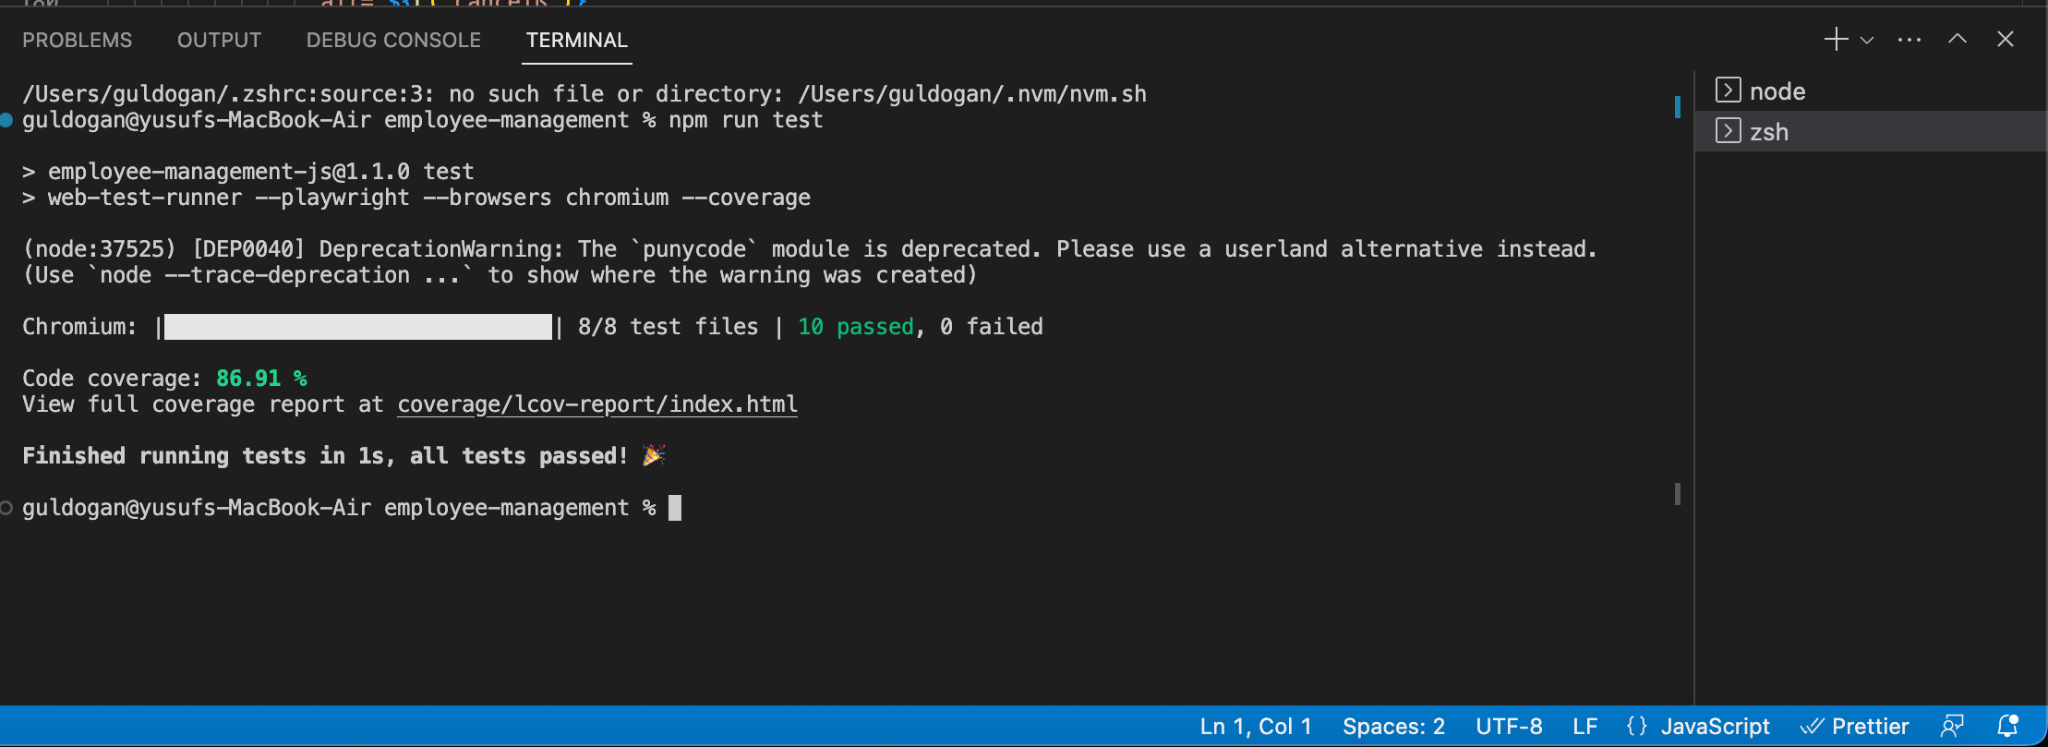 PROBLEMS OUTPUT DEBUG CONSOLE TERMINAL
/Users/guldogan/.zshrc:source:3: no such file or directory: /Users/guldogan/.nvm/nvm.sh
guldogan@yusufs-MacBook-Air employee-management % npm run test
> employee-management-js@1.1.0 test
> web-test-runner --playwright --browsers chromium --coverage
(node:37525) [DEP0040] DeprecationWarning: The `punycode` module is deprecated. Please use a userland alternative instead.
(Use `node --trace-deprecation ...` to show where the warning was created)
Chromium: | | 8/8 test files | 10 passed, 0 failed
Code coverage: 86.91 %
View full coverage report at coverage/lcov-report/index.html
Finished running tests in 1s, all tests passed! 🎉
guldogan@yusufs-MacBook-Air employee-management %
node
zsh
Ln 1, Col 1 Spaces: 2 UTF-8 LF {} JavaScript Prettier